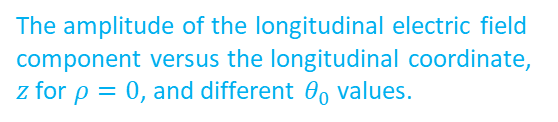 The amplitude of the longitudinal electric field
component versus the longitudinal coordinate,
z for ρ = 0, and different θ₀ values.